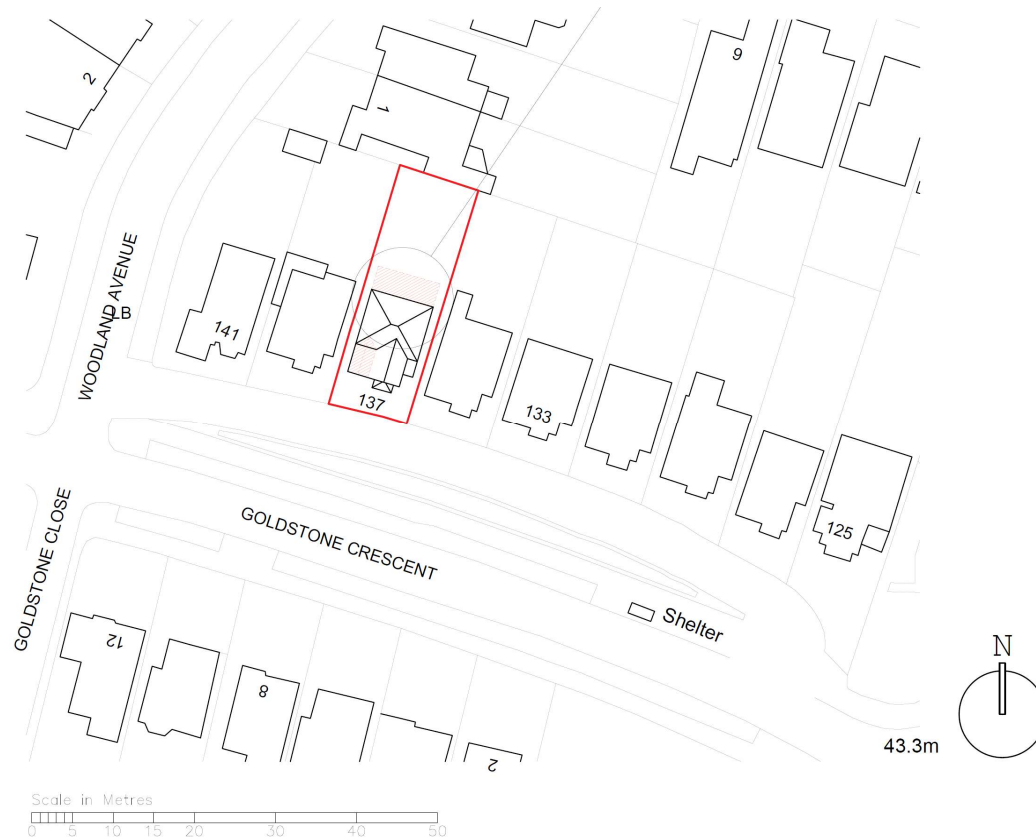 2
1
9
WOODLAND AVENUE
LB
141
137
133
125
GOLDSTONE CRESCENT
GOLDSTONE CLOSE
Shelter
12
8
2
N
43.3m
Scale in Metres
0 5 10 15 20 30 40 50